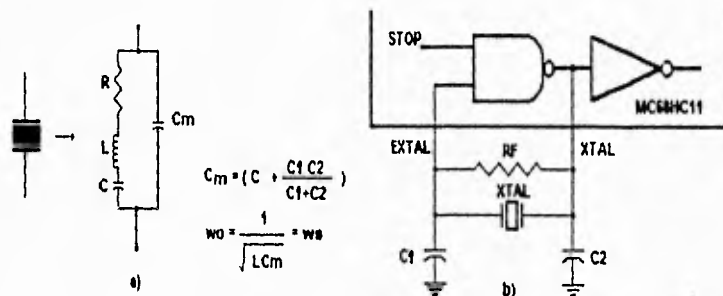 R
L
C
Cm
a)
Cm = ( C + C1 C2 / C1+C2 )
wo = 1 / √LCm = ws
STOP
MC68HC11
EXTAL
XTAL
RF
XTAL
C1
C2
b)